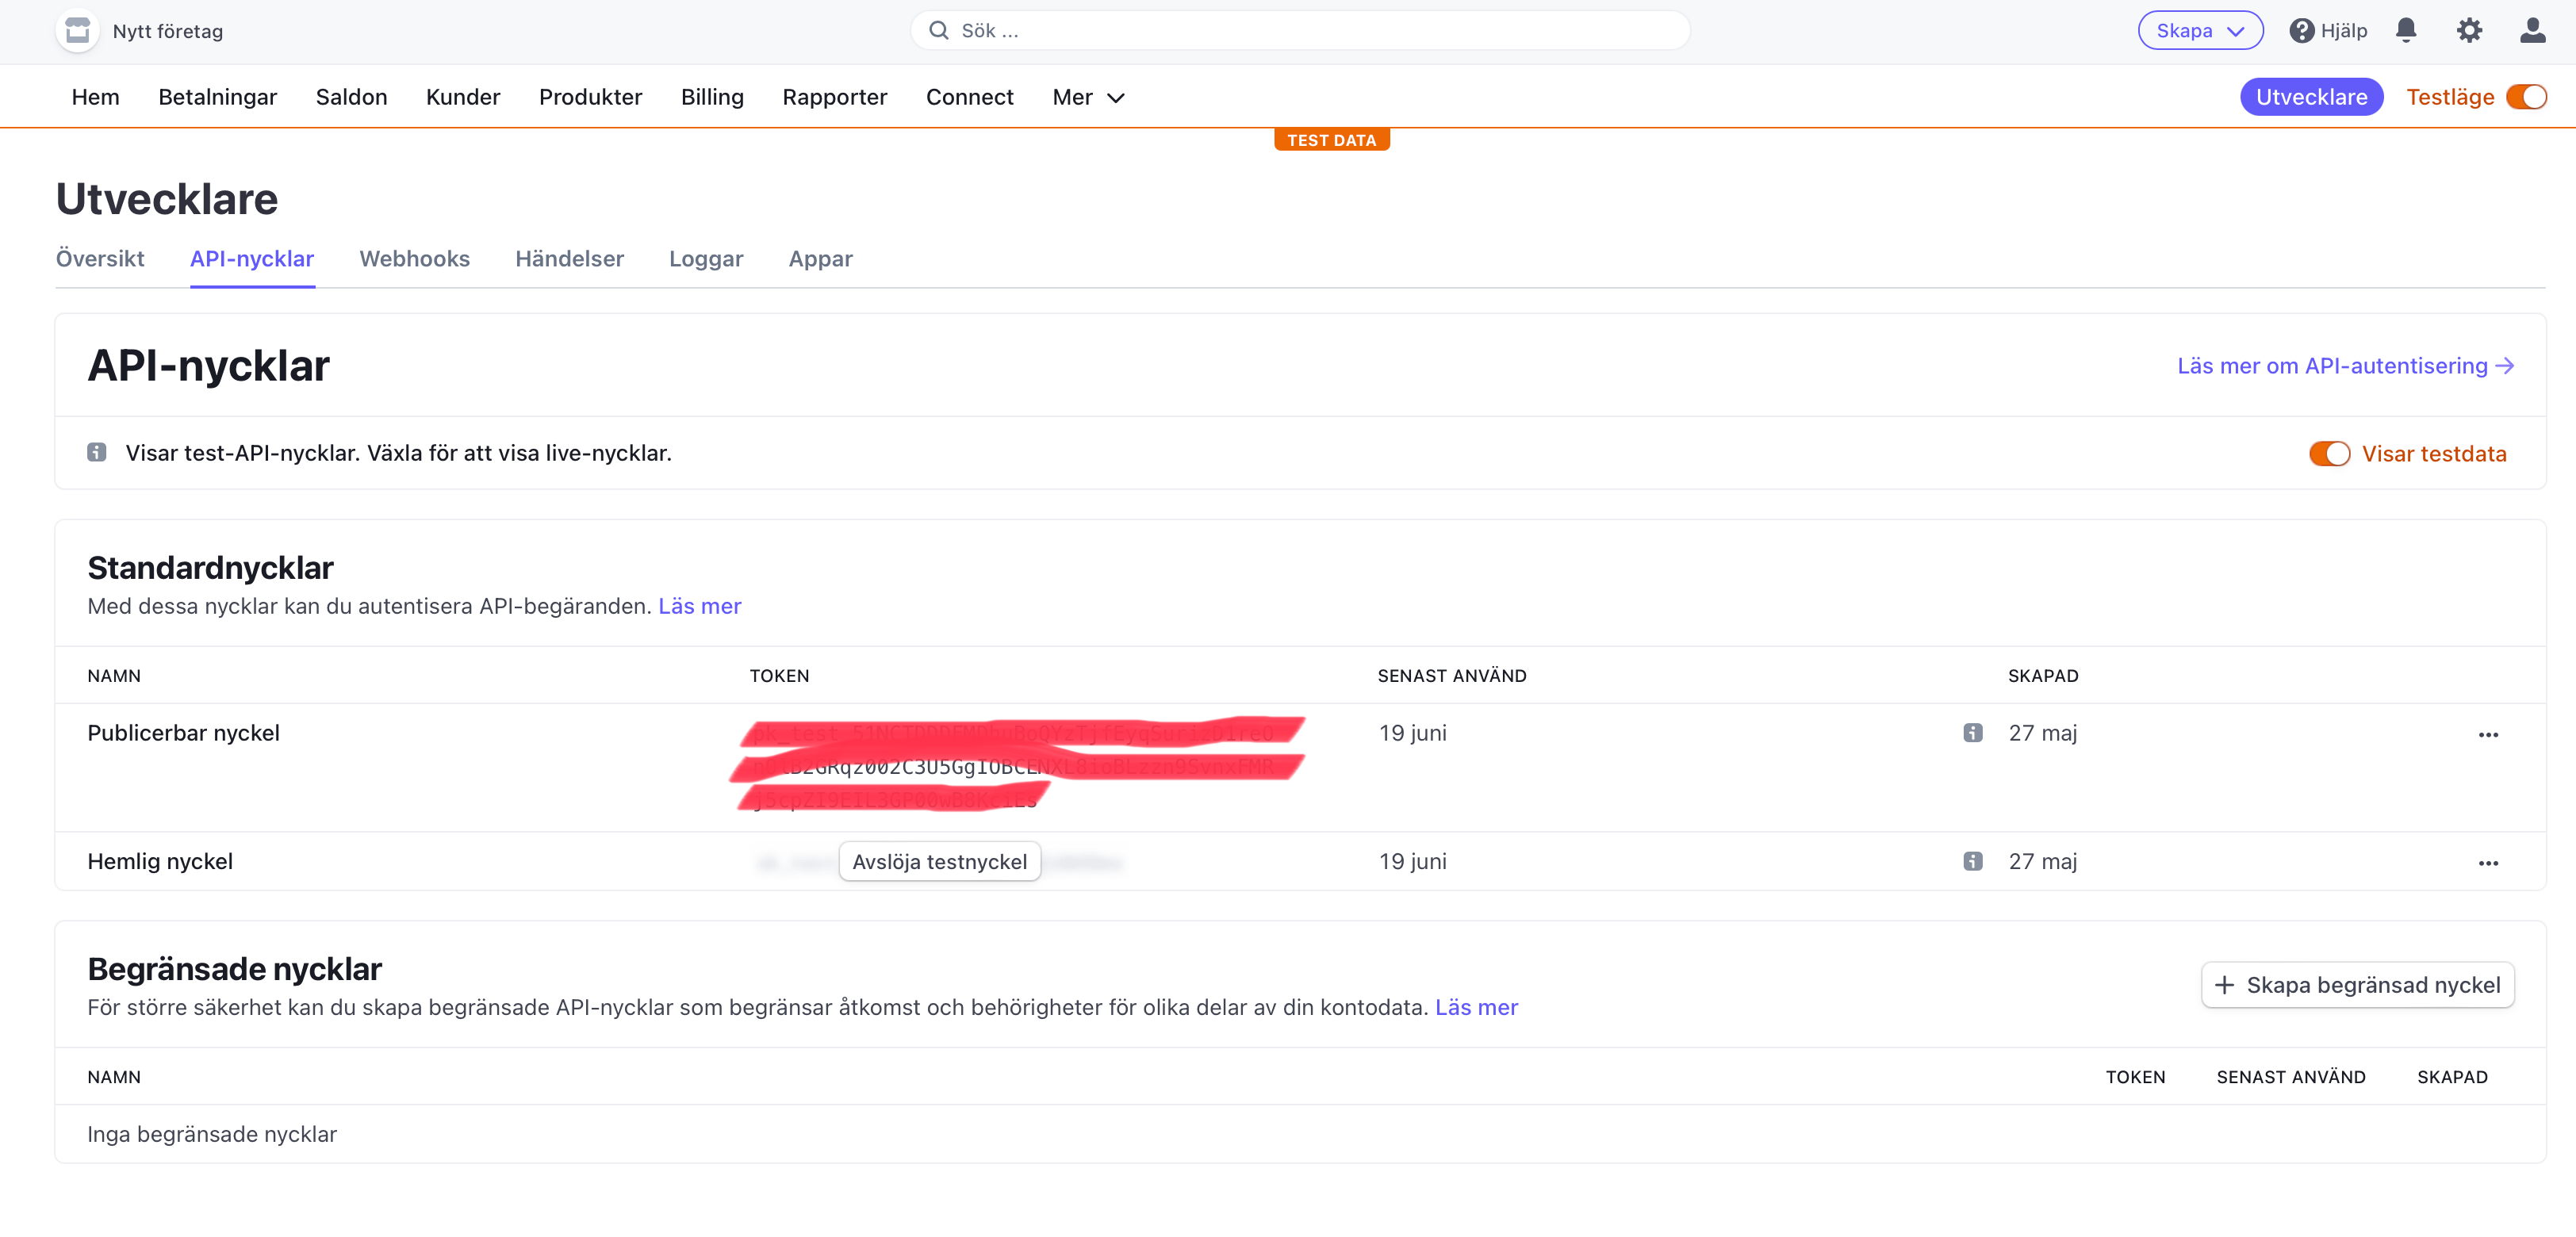 Nytt företag
Sök ...
Skapa
Hjälp
Hem Betalningar Saldon Kunder Produkter Billing Rapporter Connect Mer
Utvecklare Testläge
TEST DATA
Utvecklare
Översikt API-nycklar Webhooks Händelser Loggar Appar
API-nycklar
Läs mer om API-autentisering
Visar test-API-nycklar. Växla för att visa live-nycklar.
Visar testdata
Standardnycklar
Med dessa nycklar kan du autentisera API-begäranden. Läs mer
NAMN TOKEN SENAST ANVÄND SKAPAD
Publicerbar nyckel 19 juni 27 maj
Hemlig nyckel Avslöja testnyckel 19 juni 27 maj
Begränsade nycklar
För större säkerhet kan du skapa begränsade API-nycklar som begränsar åtkomst och behörigheter för olika delar av din kontodata. Läs mer
Skapa begränsad nyckel
NAMN TOKEN SENAST ANVÄND SKAPAD
Inga begränsade nycklar